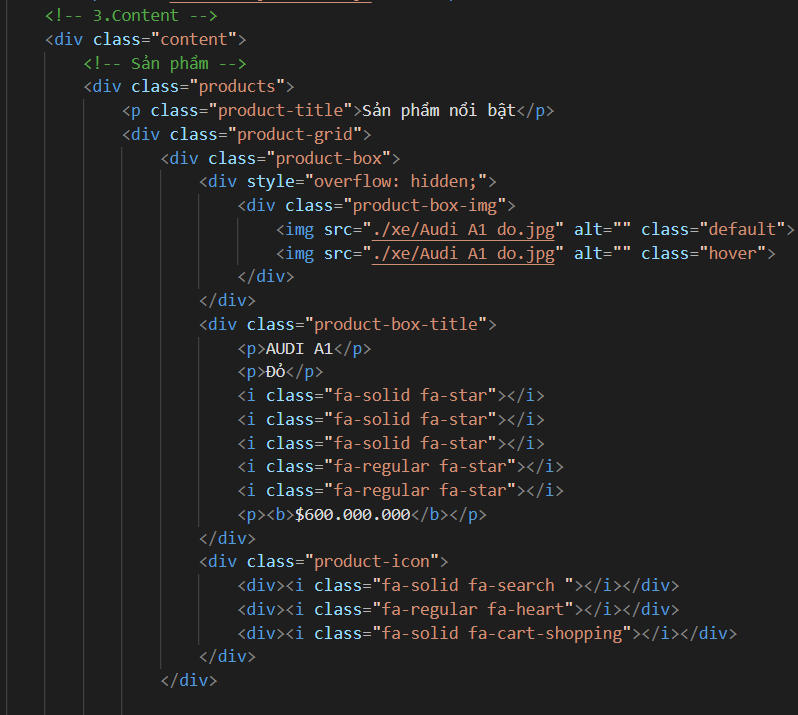 <!-- 3.Content -->
<div class="content">
<!-- Sản phẩm -->
<div class="products">
<p class="product-title">Sản phẩm nổi bật</p>
<div class="product-grid">
<div class="product-box">
<div style="overflow: hidden;">
<div class="product-box-img">
<img src="./xe/Audi A1 do.jpg" alt="" class="default">
<img src="./xe/Audi A1 do.jpg" alt="" class="hover">
</div>
</div>
<div class="product-box-title">
<p>AUDI A1</p>
<p>Đỏ</p>
<i class="fa-solid fa-star"></i>
<i class="fa-solid fa-star"></i>
<i class="fa-solid fa-star"></i>
<i class="fa-regular fa-star"></i>
<i class="fa-regular fa-star"></i>
<p><b>$600.000.000</b></p>
</div>
<div class="product-icon">
<div><i class="fa-solid fa-search "></i></div>
<div><i class="fa-regular fa-heart"></i></div>
<div><i class="fa-solid fa-cart-shopping"></i></div>
</div>
</div>